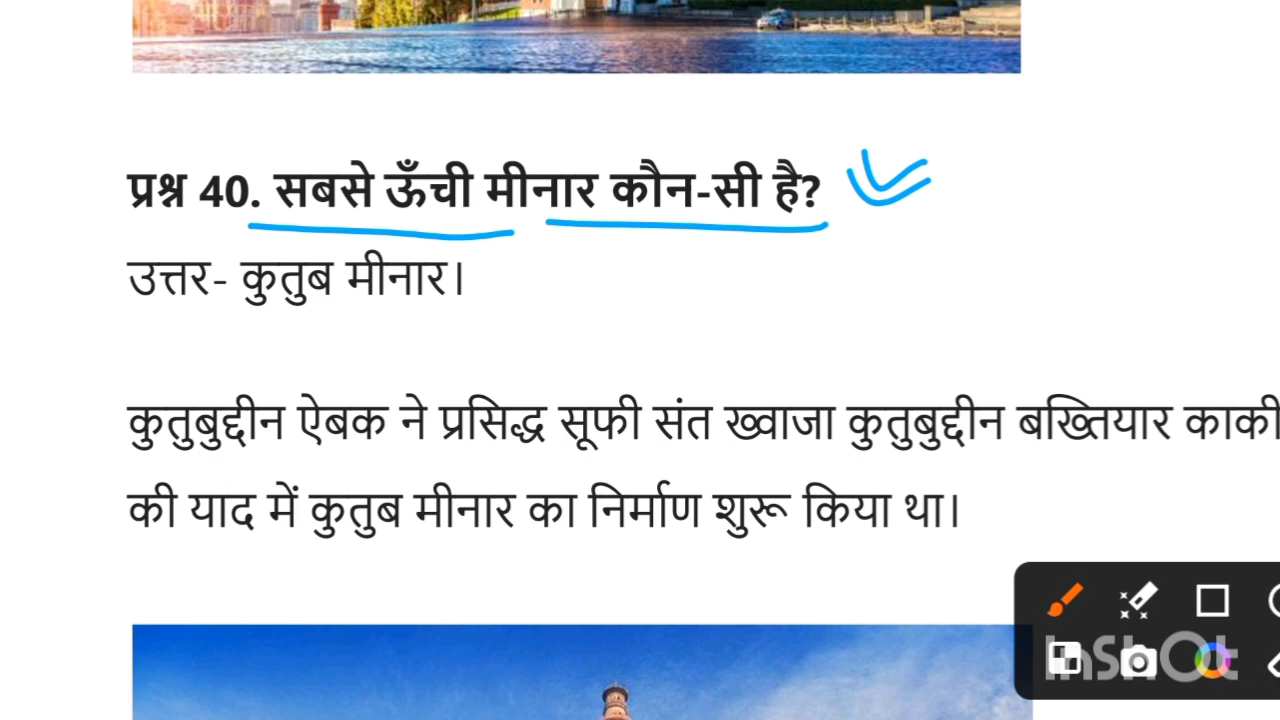 प्रश्न 40. सबसे ऊँची मीनार कौन-सी है?
उत्तर- कुतुब मीनार।
कुतुबुद्दीन ऐबक ने प्रसिद्ध सूफी संत ख्वाजा कुतुबुद्दीन बख्तियार काकी
की याद में कुतुब मीनार का निर्माण शुरू किया था।
InShOt